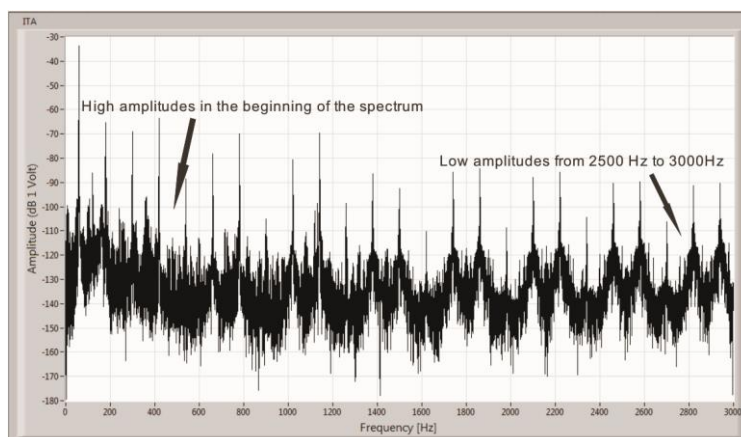 ITA
Amplitude (dB 1 Volt)
-30
-40
-50
-60
-70
-80
-90
-100
-110
-120
-130
-140
-150
-160
-170
-180
High amplitudes in the beginning of the spectrum
Low amplitudes from 2500 Hz to 3000Hz
0 200 400 600 800 1000 1200 1400 1600 1800 2000 2200 2400 2600 2800 3000
Frequency [Hz]